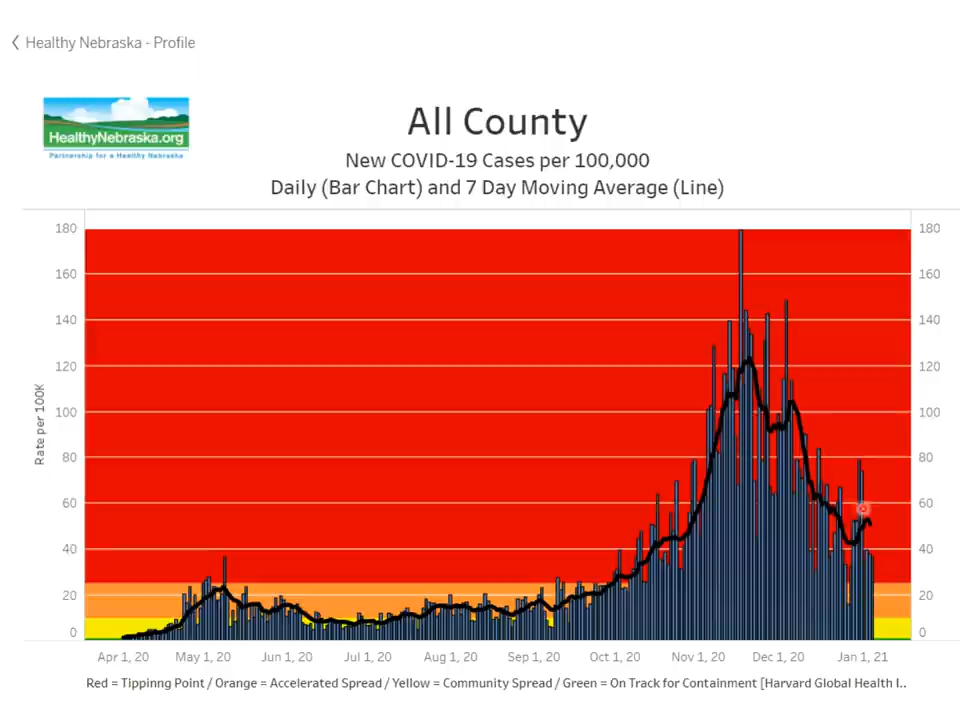 Healthy Nebraska - Profile
HealthyNebraska.org
Partnership for a Healthy Nebraska
All County
New COVID-19 Cases per 100,000
Daily (Bar Chart) and 7 Day Moving Average (Line)
180 180
160 160
140 140
120 120
100 100
80 80
60 60
40 40
20 20
0 0
Rate per 100K
Apr 1, 20 May 1, 20 Jun 1, 20 Jul 1, 20 Aug 1, 20 Sep 1, 20 Oct 1, 20 Nov 1, 20 Dec 1, 20 Jan 1, 21
Red = Tippinng Point / Orange = Accelerated Spread / Yellow = Community Spread / Green = On Track for Containment [Harvard Global Health I..